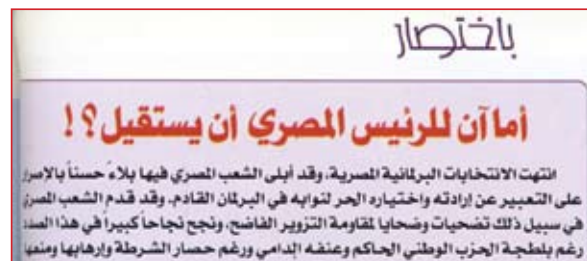 باختصار
أما آن للرئيس المصري أن يستقيل؟!
انتهت الانتخابات البرلمانية المصرية، وقد أبلى الشعب المصري فيها بلاءً حسناً بالإصرار
على التعبير عن إرادته واختياره الحر لنوابه في البرلمان القادم، وقد قدم الشعب المصري
في سبيل ذلك تضحيات وضحايا لمقاومة التزوير الفاضح، ونجح نجاحاً كبيراً في هذا الصدد
رغم بلطجة الحزب الوطني الحاكم وعنفه الدامي ورغم حصار الشرطة وإرهابها ومنعها